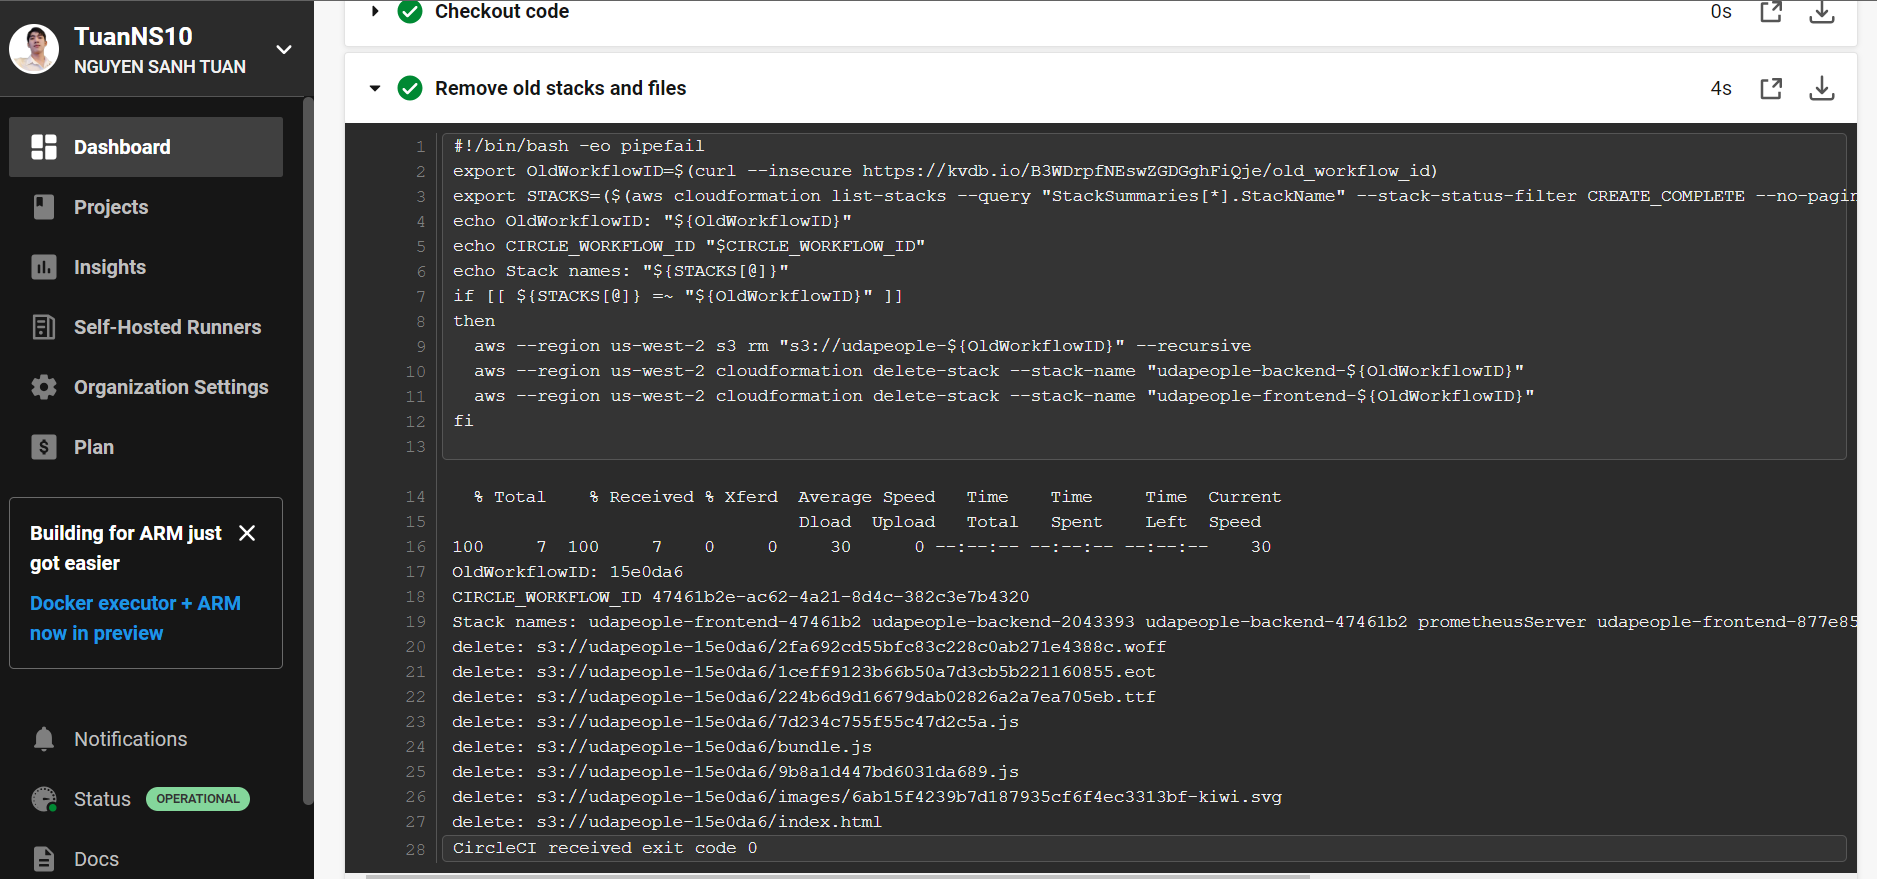 TuanNS10
NGUYEN SANH TUAN
Dashboard
Projects
Insights
Self-Hosted Runners
Organization Settings
Plan
$
Building for ARM just
got easier
Docker executor + ARM
now in preview
Notifications
Status OPERATIONAL
Docs
Checkout code 0s
Remove old stacks and files 4s
1 #!/bin/bash -eo pipefail
2 export OldWorkflowID=$(curl --insecure https://kvdb.io/B3WDrpfNEswZGDGghFiQje/old_workflow_id)
3 export STACKS=($(aws cloudformation list-stacks --query "StackSummaries[*].StackName" --stack-status-filter CREATE_COMPLETE --no-pagin
4 echo OldWorkflowID: "${OldWorkflowID}"
5 echo CIRCLE_WORKFLOW_ID "$CIRCLE_WORKFLOW_ID"
6 echo Stack names: "${STACKS[@]}"
7 if [[ ${STACKS[@]} =~ "${OldWorkflowID}" ]]
8 then
9 aws --region us-west-2 s3 rm "s3://udapeople-${OldWorkflowID}" --recursive
10 aws --region us-west-2 cloudformation delete-stack --stack-name "udapeople-backend-${OldWorkflowID}"
11 aws --region us-west-2 cloudformation delete-stack --stack-name "udapeople-frontend-${OldWorkflowID}"
12 fi
13
14 % Total % Received % Xferd Average Speed Time Time Time Current
15 Dload Upload Total Spent Left Speed
16 100 7 100 7 0 0 30 0 --:--:-- --:--:-- --:--:-- 30
17 OldWorkflowID: 15e0da6
18 CIRCLE_WORKFLOW_ID 47461b2e-ac62-4a21-8d4c-382c3e7b4320
19 Stack names: udapeople-frontend-47461b2 udapeople-backend-2043393 udapeople-backend-47461b2 prometheusServer udapeople-frontend-877e85
20 delete: s3://udapeople-15e0da6/2fa692cd55bfc83c228c0ab271e4388c.woff
21 delete: s3://udapeople-15e0da6/1ceff9123b66b50a7d3cb5b221160855.eot
22 delete: s3://udapeople-15e0da6/224b6d9d16679dab02826a2a7ea705eb.ttf
23 delete: s3://udapeople-15e0da6/7d234c755f55c47d2c5a.js
24 delete: s3://udapeople-15e0da6/bundle.js
25 delete: s3://udapeople-15e0da6/9b8a1d447bd6031da689.js
26 delete: s3://udapeople-15e0da6/images/6ab15f4239b7d187935cf6f4ec3313bf-kiwi.svg
27 delete: s3://udapeople-15e0da6/index.html
28 CircleCI received exit code 0